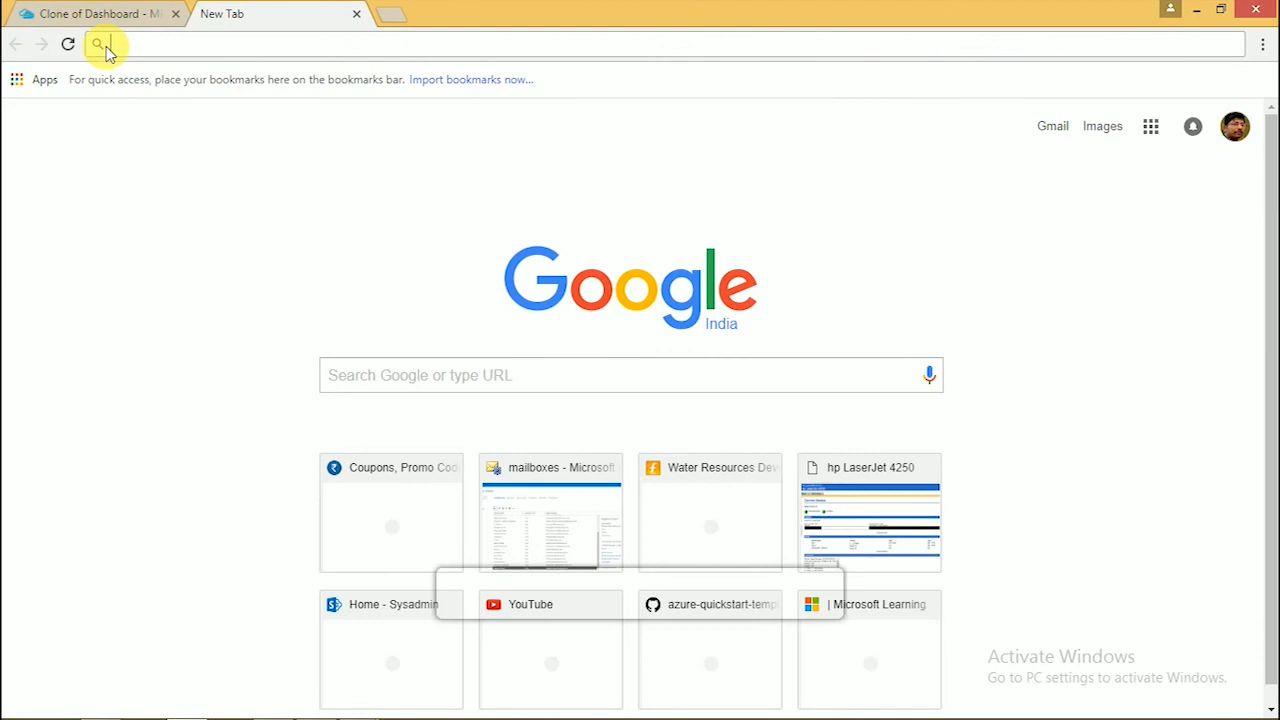 Clone of Dashboard - Mi
New Tab
Apps
For quick access, place your bookmarks here on the bookmarks bar. Import bookmarks now...
Gmail
Images
Google
India
Search Google or type URL
Coupons, Promo Cod
mailboxes - Microsoft
Water Resources Dev
hp LaserJet 4250
Home - Sysadmin
YouTube
azure-quickstart-temp
| Microsoft Learning
Activate Windows
Go to PC settings to activate Windows.